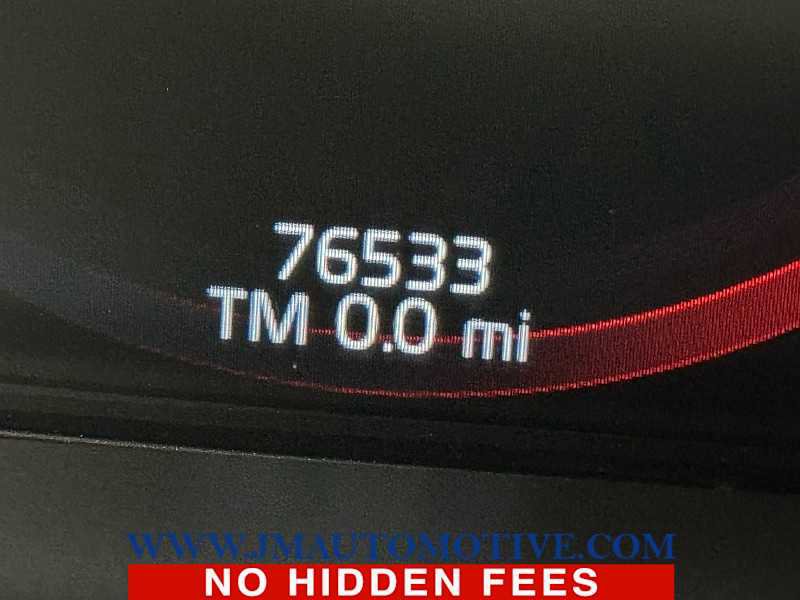 76533
TM 0.0 mi
WWW.JMAUTOMOTIVE.COM
NO HIDDEN FEES